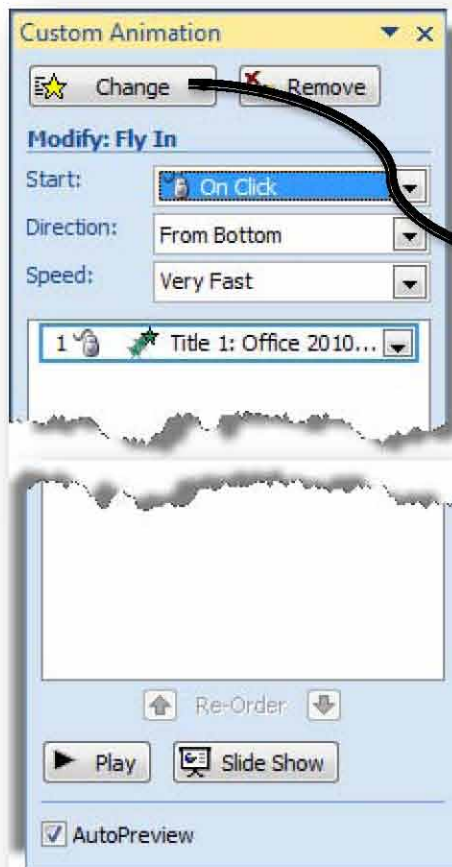 Custom Animation
Change Remove
Modify: Fly In
Start: On Click
Direction: From Bottom
Speed: Very Fast
1 Title 1: Office 2010...
Re-Order
Play Slide Show
AutoPreview